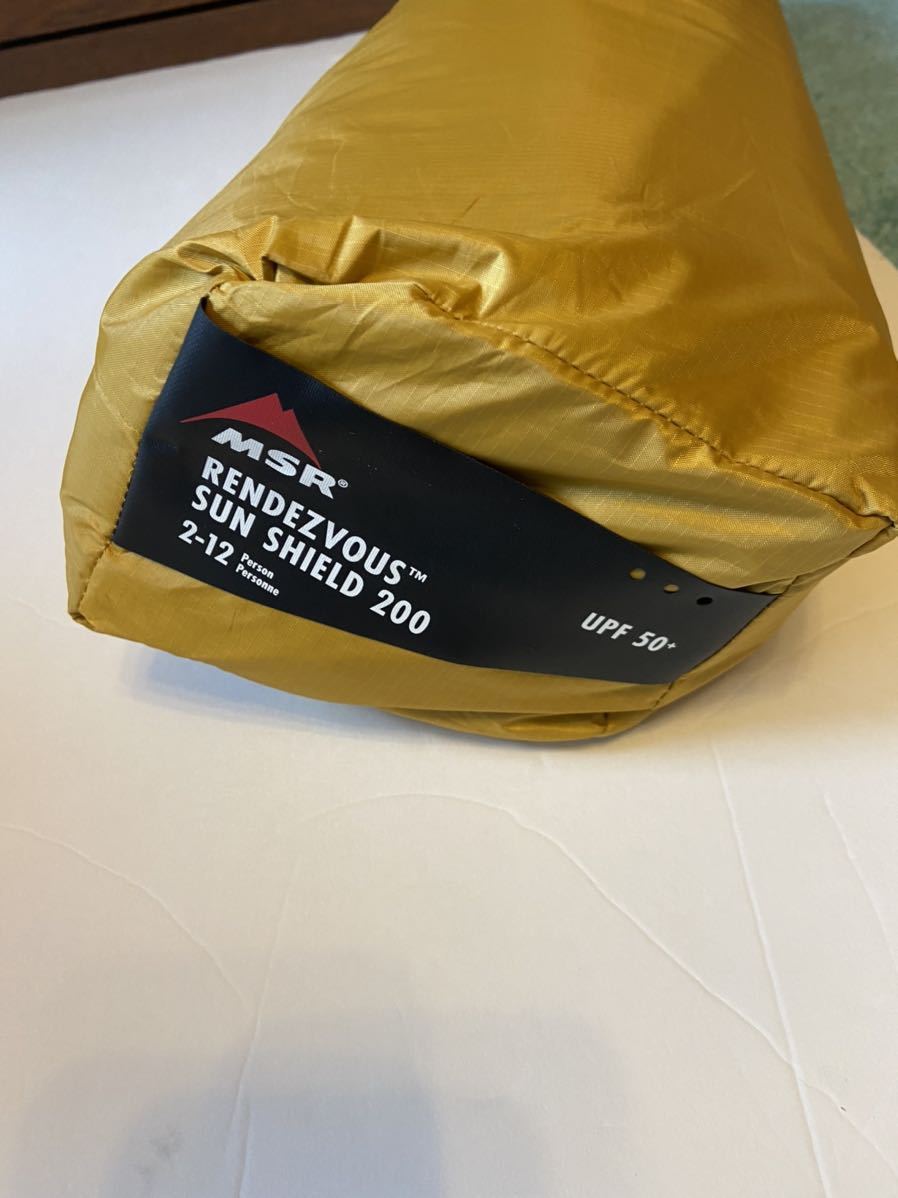 MSR®
RENDEZVOUS™
SUN SHIELD 200
2-12 Person
Personne
UPF 50+